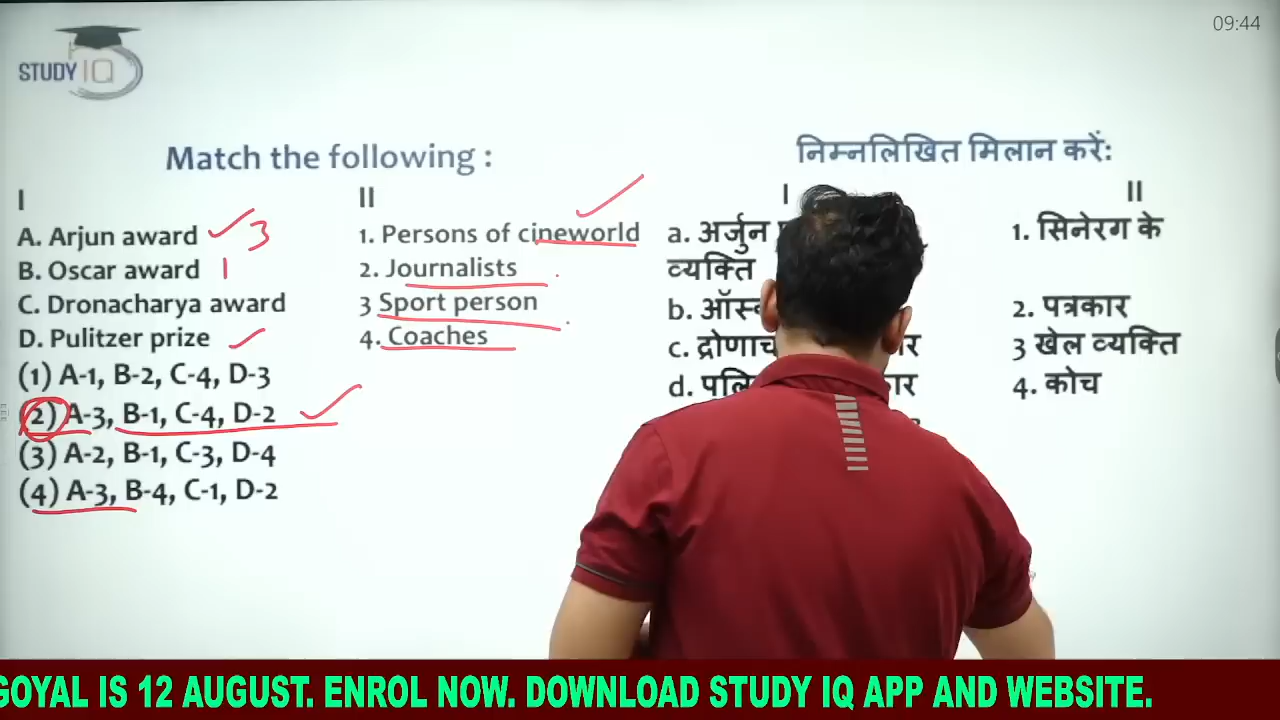 09:44
STUDY IQ
Match the following :
I
II
A. Arjun award 3
1. Persons of cineworld
B. Oscar award 1
2. Journalists
C. Dronacharya award
3 Sport person
D. Pulitzer prize
4. Coaches
(1) A-1, B-2, C-4, D-3
(2) A-3, B-1, C-4, D-2
(3) A-2, B-1, C-3, D-4
(4) A-3, B-4, C-1, D-2
निम्नलिखित मिलान करें:
I
II
a. अर्जुन
1. सिनेरग के
व्यक्ति
b.
2. पत्रकार
c.
3 खेल व्यक्ति
d.
4. कोच
GOYAL IS 12 AUGUST. ENROL NOW. DOWNLOAD STUDY IQ APP AND WEBSITE.